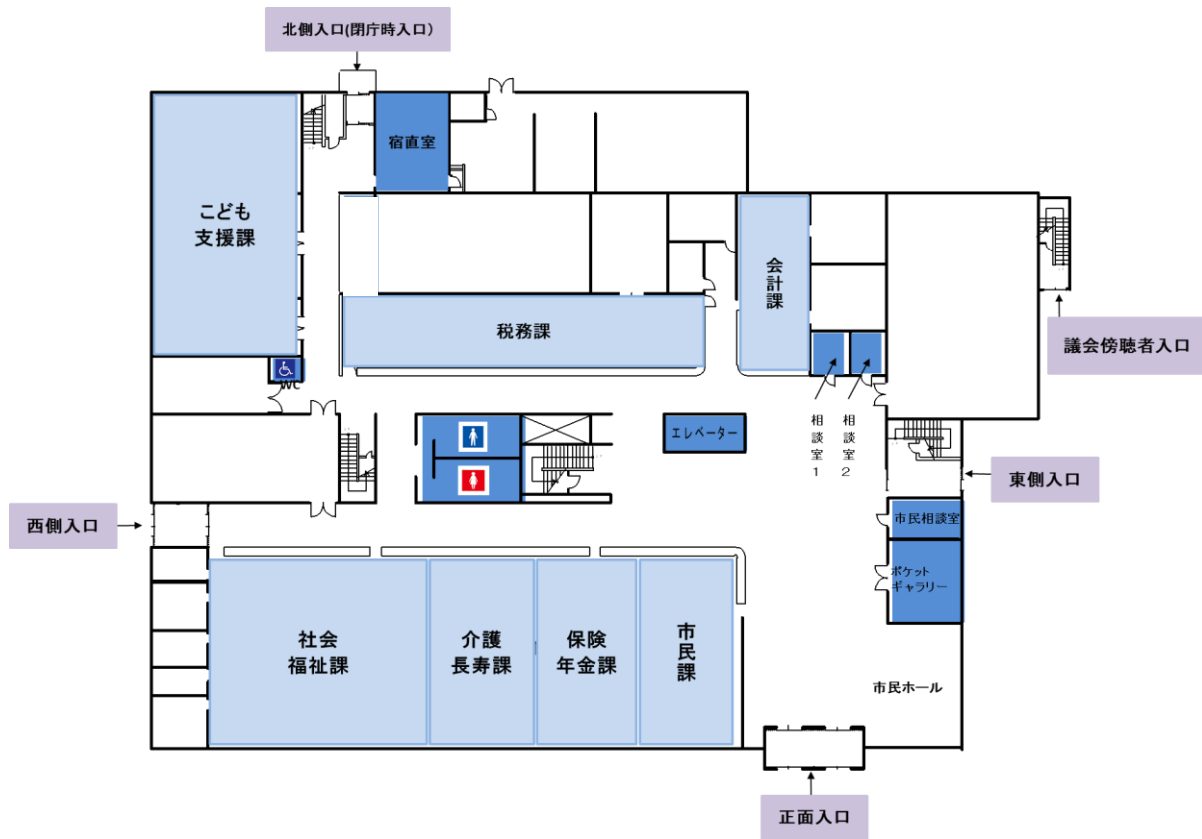 北側入口(閉庁時入口)
宿直室
こども
支援課
会計課
税務課
議会傍聴者入口
WC
相談室1
相談室2
エレベーター
東側入口
西側入口
市民相談室
ポケット
ギャラリー
社会
福祉課
介護
長寿課
保険
年金課
市民課
市民ホール
正面入口